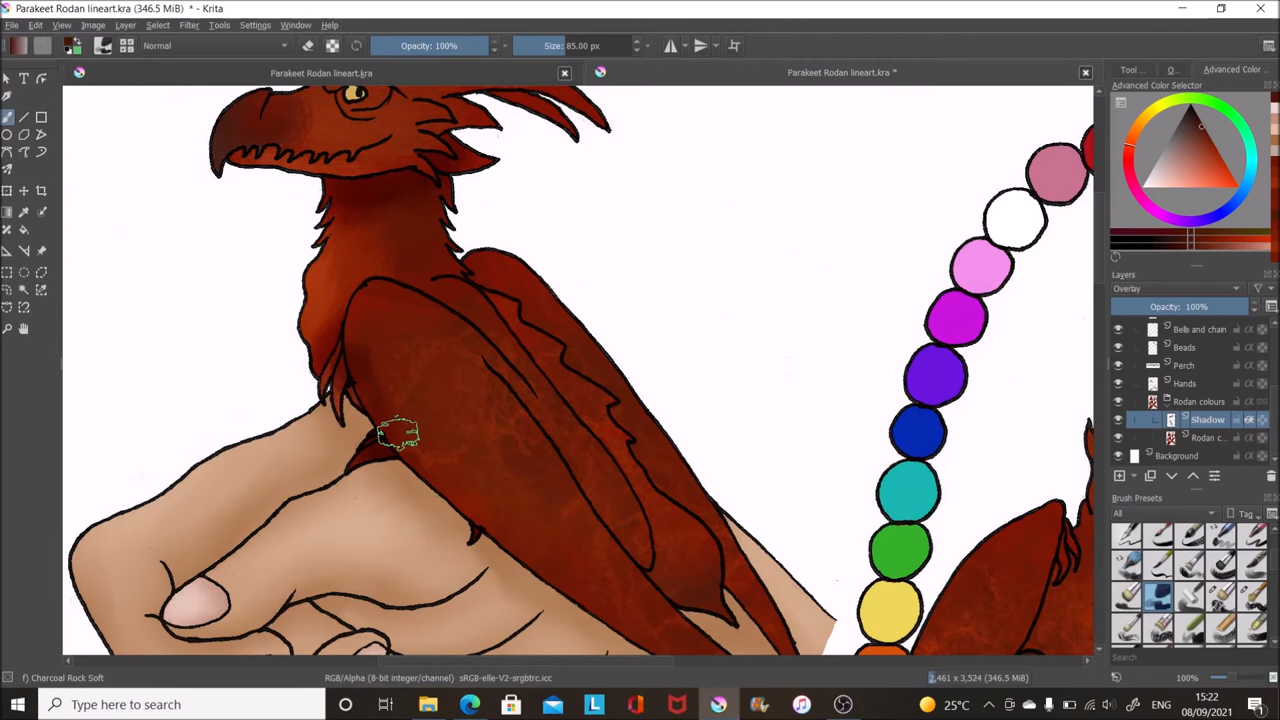 Parakeet Rodan lineart.kra (346.5 MiB) * - Krita
File Edit View Image Layer Select Filter Tools Settings Window Help
Normal Opacity: 100% Size: 85.00 px
Parakeet Rodan lineart.kra Parakeet Rodan lineart.kra * Tool ... O... Advanced Color ...
Advanced Color Selector
Layers
Overlay
Opacity: 100%
Bells and chain
Beads
Perch
Hands
Rodan colours
Shadow
Rodan c...
Background
Brush Presets
All Tag
Search
f) Charcoal Rock Soft RGB/Alpha (8-bit integer/channel) sRGB-elle-V2-srgbtrc.icc 2,461 x 3,524 (346.5 MiB) 100%
Type here to search 25°C ENG 15:22
08/09/2021